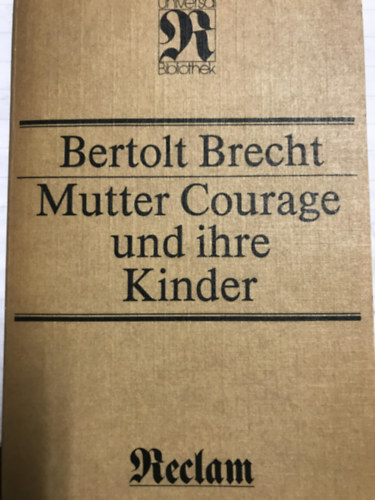 Universal
R
Bibliothek
Bertolt Brecht
Mutter Courage
und ihre
Kinder
Reclam